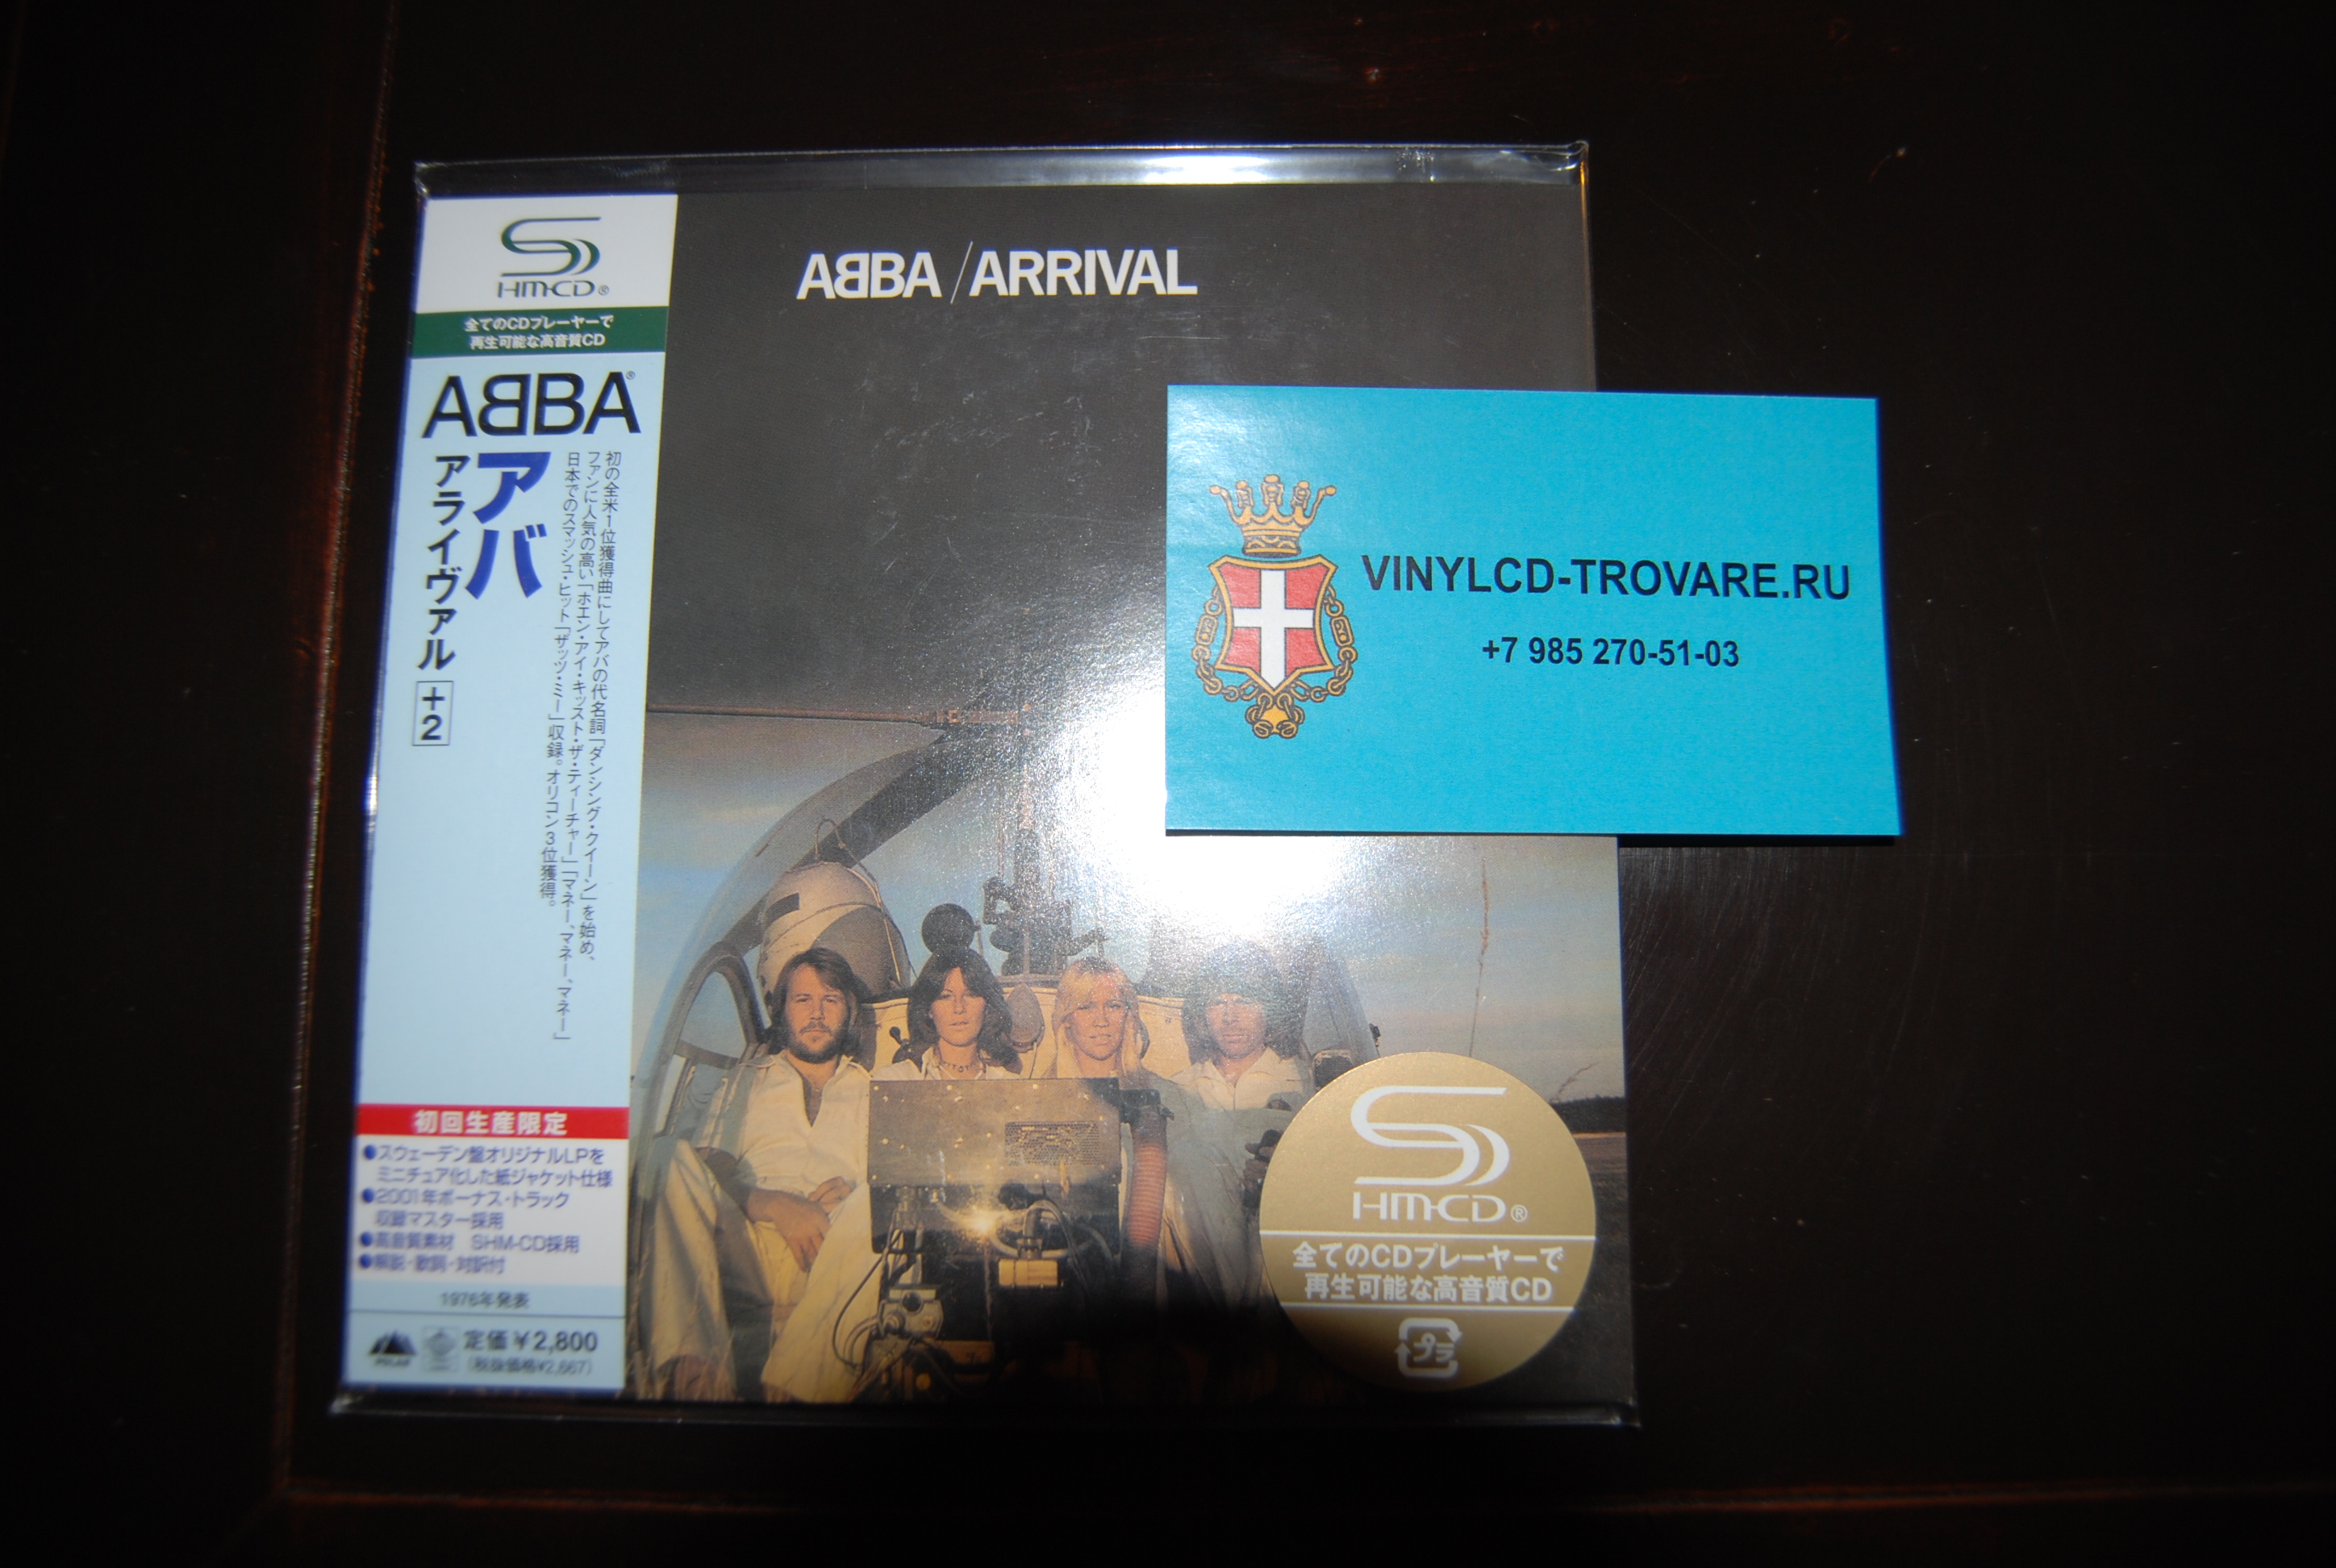 SHM-CD®
全てのCDプレーヤーで
再生可能な高音質CD
ABBA®
アバ
アライヴァル
+2
初の全米1位獲得曲にしてアバの代名詞「ダンシング・クイーン」を始め、
ファンに人気の高い「ホエン・アイ・キッスト・ザ・ティーチャー」「マネー、マネー、マネー」
日本でのスマッシュ・ヒット「ザッツ・ミー」収録。オリコン3位獲得。
初回生産限定
●スウェーデン盤オリジナルLPを
ミニチュア化した紙ジャケット仕様
●2001年ボーナス・トラック
収録マスター採用
●高音質素材 SHM-CD採用
●解説・歌詞・対訳付
1976年発表
POLAR
定価¥2,800
(税抜価格¥2,667)
ABBA/ARRIVAL
VINYLCD-TROVARE.RU
+7 985 270-51-03
SHM-CD®
全てのCDプレーヤーで
再生可能な高音質CD
プラ